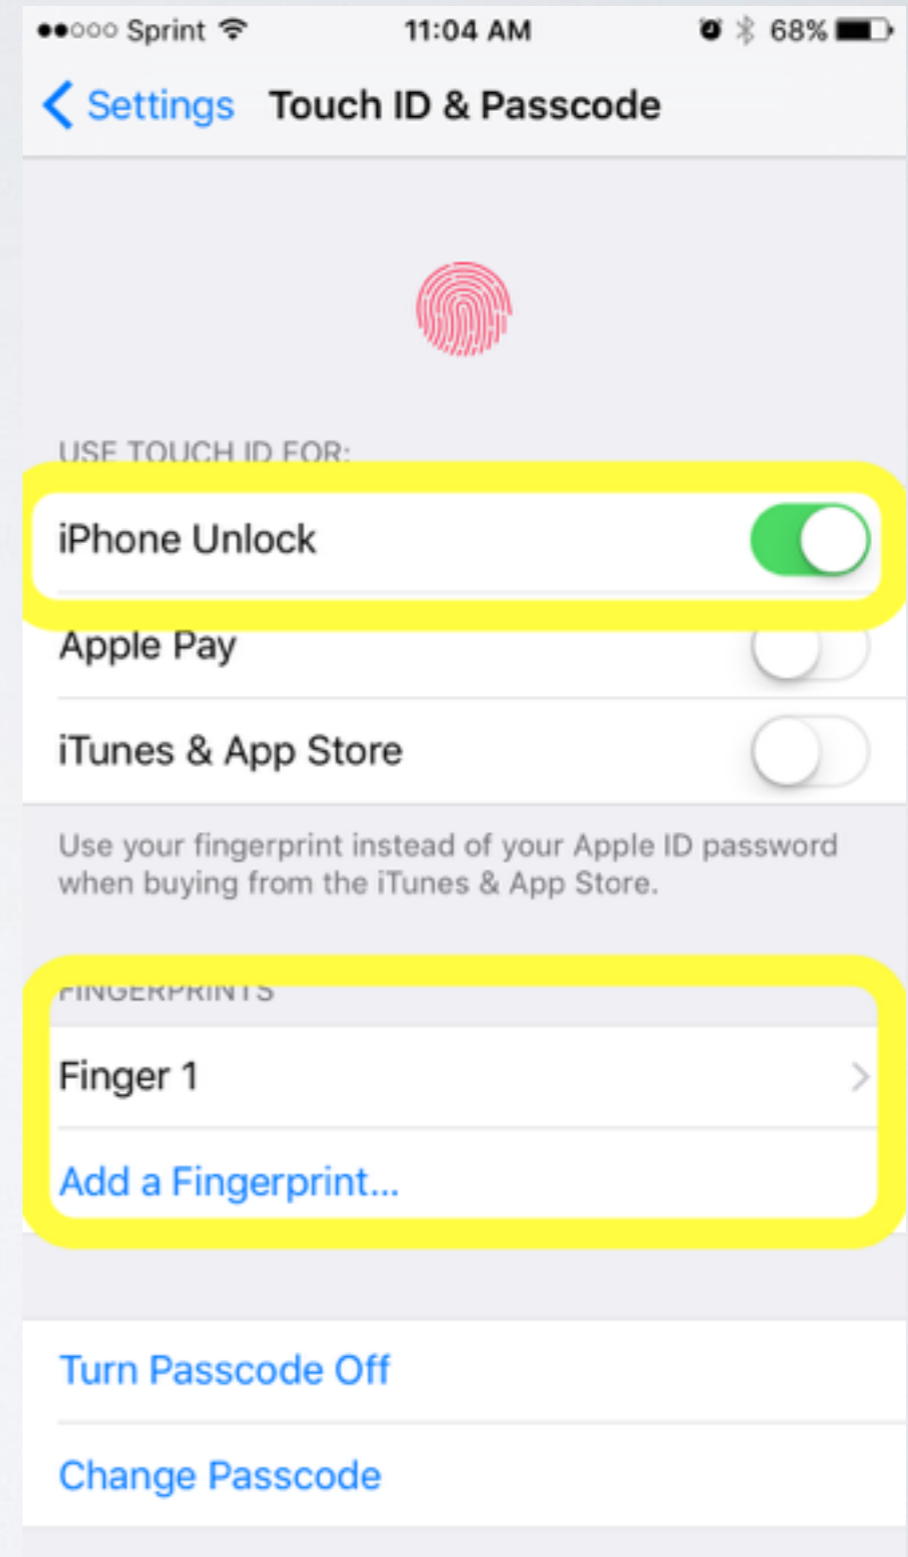 Sprint 11:04 AM 68%
Settings Touch ID & Passcode
USE TOUCH ID FOR:
iPhone Unlock
Apple Pay
iTunes & App Store
Use your fingerprint instead of your Apple ID password
when buying from the iTunes & App Store.
FINGERPRINTS
Finger 1
Add a Fingerprint...
Turn Passcode Off
Change Passcode